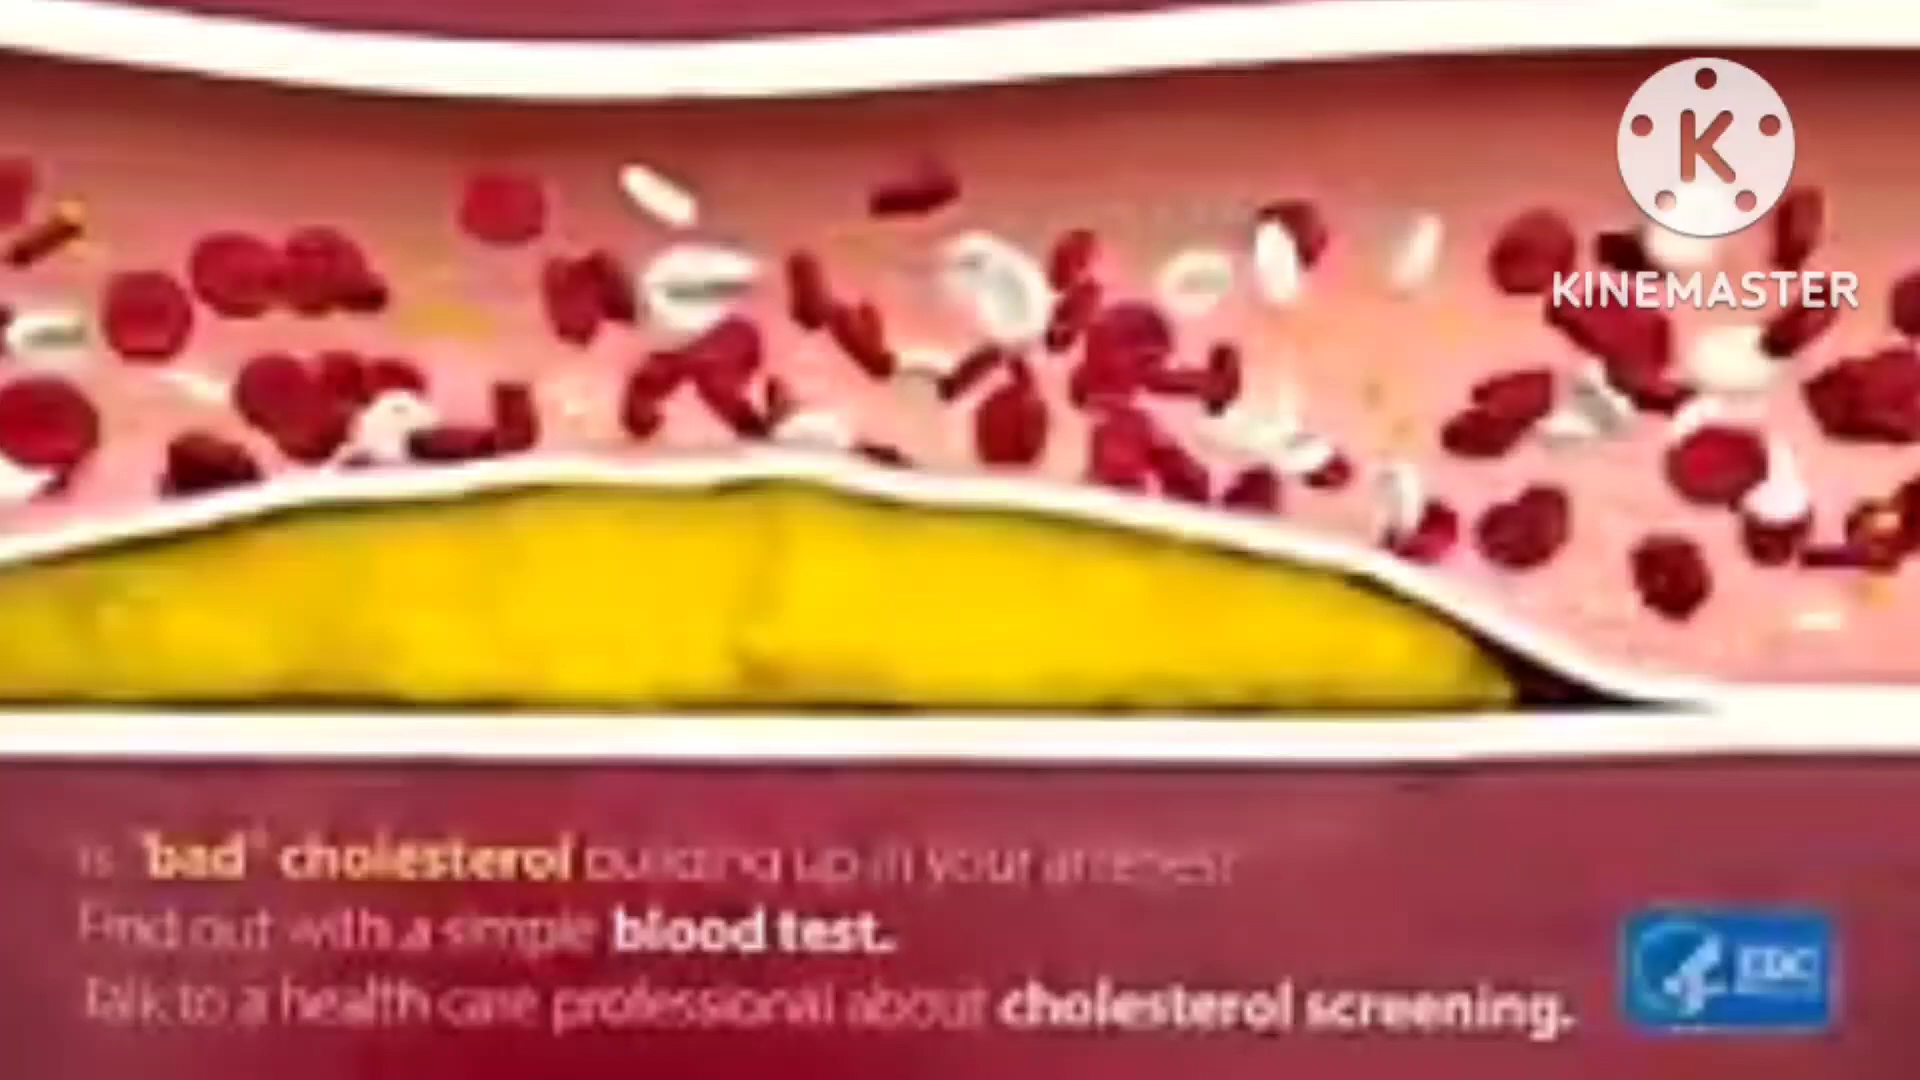 K
KINEMASTER
Is "bad" cholesterol building up in your arteries?
Find out with a simple blood test.
Talk to a health care professional about cholesterol screening.
CDC